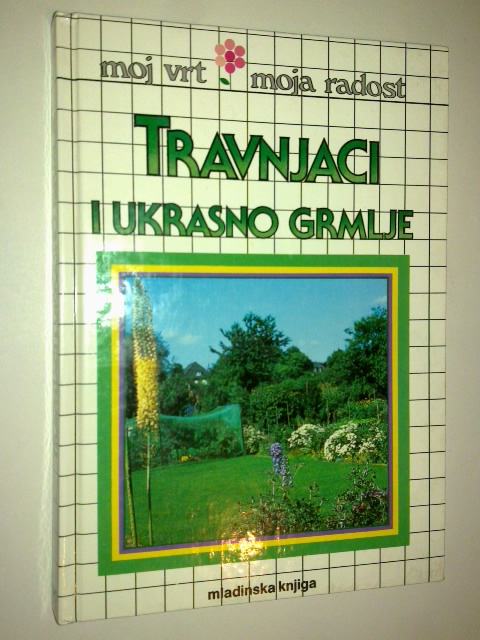 moj vrt moja radost
TRAVNJACI
I UKRASNO GRMLJE
mladinska knjiga